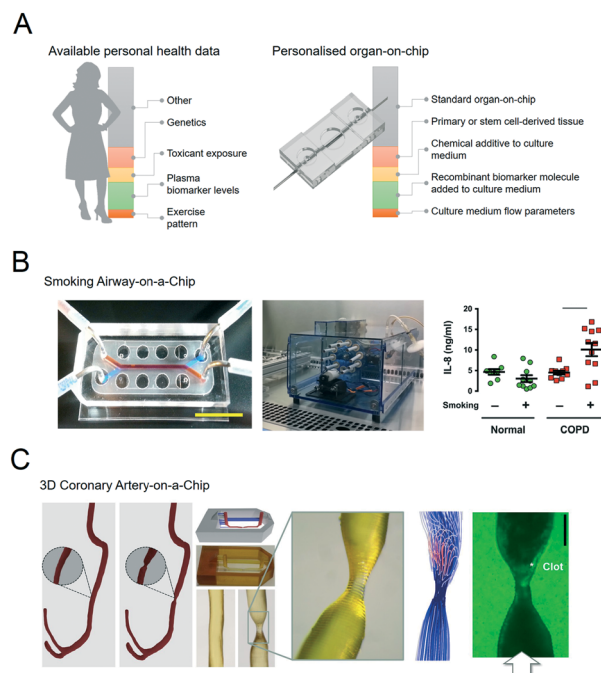 A
Available personal health data
Other
Genetics
Toxicant exposure
Plasma
biomarker levels
Exercise
pattern
Personalised organ-on-chip
Standard organ-on-chip
Primary or stem cell-derived tissue
Chemical additive to culture
medium
Recombinant biomarker molecule
added to culture medium
Culture medium flow parameters
B
Smoking Airway-on-a-Chip
IL-8 (ng/ml)
20
15
10
5
0
Smoking
–
+
–
+
Normal
COPD
C
3D Coronary Artery-on-a-Chip
* Clot